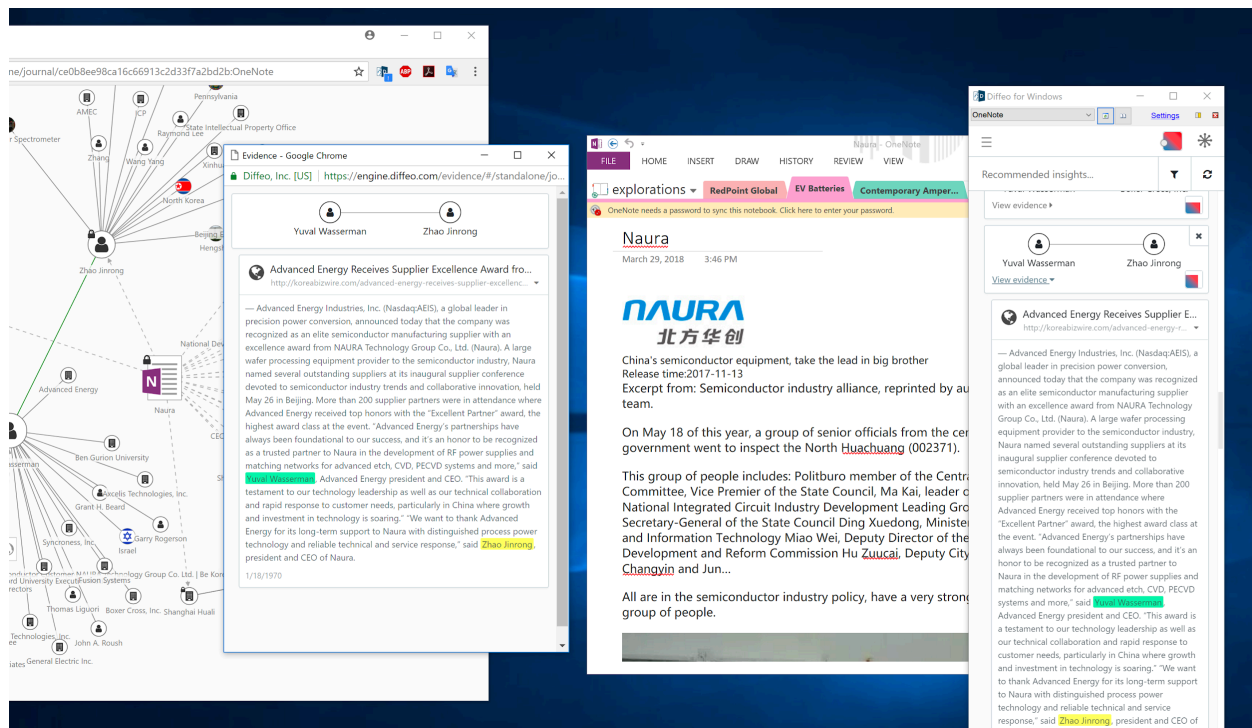 ne/journal/ce0b8ee98ca16c66913c2d33f7a2bd2b:OneNote
Pennsylvania
AMEC
ICP
Raymond Lee
State Intellectual Property Office
r Spectrometer
Zhang
Wang Yang
Xinhu
North Korea
Beijing E
Hengs
Zhao Jinrong
National Dev
Advanced Energy
N
Naura
CEO
sserman
Ben Gurion University
Axcelis Technologies, Inc.
Grant H. Beard
Syncroness, Inc.
Garry Rogerson
Israel
Fusion Systems
Thomas Liguori
Boxer Cross, Inc.
Shanghai Huali
Technologies, Inc.
John A. Roush
General Electric Inc.
Evidence - Google Chrome
Diffeo, Inc. [US] | https://engine.diffeo.com/evidence/#/standalone/jo...
Yuval Wasserman
Zhao Jinrong
Advanced Energy Receives Supplier Excellence Award fro...
http://koreabizwire.com/advanced-energy-receives-supplier-excellenc...
— Advanced Energy Industries, Inc. (Nasdaq:AEIS), a global leader in
precision power conversion, announced today that the company was
recognized as an elite semiconductor manufacturing supplier with an
excellence award from NAURA Technology Group Co., Ltd. (Naura). A large
wafer processing equipment provider to the semiconductor industry, Naura
named several outstanding suppliers at its inaugural supplier conference
devoted to semiconductor industry trends and collaborative innovation, held
May 26 in Beijing. More than 200 supplier partners were in attendance where
Advanced Energy received top honors with the "Excellent Partner" award, the
highest award class at the event. "Advanced Energy's partnerships have
always been foundational to our success, and it's an honor to be recognized
as a trusted partner to Naura in the development of RF power supplies and
matching networks for advanced etch, CVD, PECVD systems and more," said
Yuval Wasserman, Advanced Energy president and CEO. "This award is a
testament to our technology leadership as well as our technical collaboration
and rapid response to customer needs, particularly in China where growth
and investment in technology is soaring." "We want to thank Advanced
Energy for its long-term support to Naura with distinguished process power
technology and reliable technical and service response," said Zhao Jinrong,
president and CEO of Naura.
1/18/1970
Naura - OneNote
FILE HOME INSERT DRAW HISTORY REVIEW VIEW
explorations
RedPoint Global
EV Batteries
Contemporary Amper...
OneNote needs a password to sync this notebook. Click here to enter your password.
Naura
March 29, 2018 3:46 PM
NAURA
北方华创
China's semiconductor equipment, take the lead in big brother
Release time:2017-11-13
Excerpt from: Semiconductor industry alliance, reprinted by au
team.
On May 18 of this year, a group of senior officials from the cer
government went to inspect the North Huachuang (002371).
This group of people includes: Politburo member of the Centra
Committee, Vice Premier of the State Council, Ma Kai, leader o
National Integrated Circuit Industry Development Leading Gro
Secretary-General of the State Council Ding Xuedong, Ministe
and Information Technology Miao Wei, Deputy Director of the
Development and Reform Commission Hu Zuucai, Deputy City
Changyin and Jun...
All are in the semiconductor industry policy, have a very strong
group of people.
Diffeo for Windows
OneNote
Settings
Recommended insights...
View evidence
Yuval Wasserman
Zhao Jinrong
View evidence
Advanced Energy Receives Supplier E...
http://koreabizwire.com/advanced-energy-r...
— Advanced Energy Industries, Inc. (Nasdaq:AEIS), a
global leader in precision power conversion,
announced today that the company was recognized
as an elite semiconductor manufacturing supplier
with an excellence award from NAURA Technology
Group Co., Ltd. (Naura). A large wafer processing
equipment provider to the semiconductor industry,
Naura named several outstanding suppliers at its
inaugural supplier conference devoted to
semiconductor industry trends and collaborative
innovation, held May 26 in Beijing. More than 200
supplier partners were in attendance where
Advanced Energy received top honors with the
"Excellent Partner" award, the highest award class at
the event. "Advanced Energy's partnerships have
always been foundational to our success, and it's an
honor to be recognized as a trusted partner to
Naura in the development of RF power supplies and
matching networks for advanced etch, CVD, PECVD
systems and more," said Yuval Wasserman,
Advanced Energy president and CEO. "This award is
a testament to our technology leadership as well as
our technical collaboration and rapid response to
customer needs, particularly in China where growth
and investment in technology is soaring." "We want
to thank Advanced Energy for its long-term support
to Naura with distinguished process power
technology and reliable technical and service
response," said Zhao Jinrong, president and CEO of